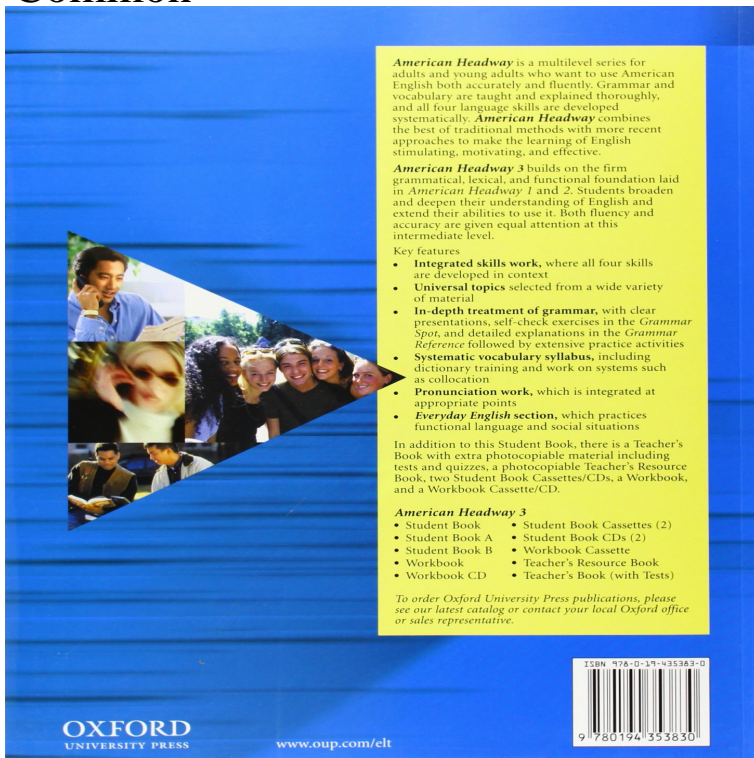 Common
American Headway is a multilevel series for
adults and young adults who want to use American
English both accurately and fluently. Grammar and
vocabulary are taught and explained thoroughly,
and all four language skills are developed
systematically. American Headway combines
the best of traditional methods with more recent
approaches to make the learning of English
stimulating, motivating, and effective.
American Headway 3 builds on the firm
grammatical, lexical, and functional foundation laid
in American Headway 1 and 2. Students broaden
and deepen their understanding of English and
extend their abilities to use it. Both fluency and
accuracy are given equal attention at this
intermediate level.
Key features
• Integrated skills work, where all four skills
are developed in context
• Universal topics selected from a wide variety
of material
• In-depth treatment of grammar, with clear
presentations, self-check exercises in the Grammar
Spot, and detailed explanations in the Grammar
Reference followed by extensive practice activities
• Systematic vocabulary syllabus, including
dictionary training and work on systems such
as collocation
• Pronunciation work, which is integrated at
appropriate points
• Everyday English section, which practices
functional language and social situations
In addition to this Student Book, there is a Teacher's
Book with extra photocopiable material including
tests and quizzes, a photocopiable Teacher's Resource
Book, two Student Book Cassettes/CDs, a Workbook,
and a Workbook Cassette/CD.
American Headway 3
• Student Book • Student Book Cassettes (2)
• Student Book A • Student Book CDs (2)
• Student Book B • Workbook Cassette
• Workbook • Teacher's Resource Book
• Workbook CD • Teacher's Book (with Tests)
To order Oxford University Press publications, please
see our latest catalog or contact your local Oxford office
or sales representative.
ISBN 978-0-19-435383-0
9 780194 353830
OXFORD
UNIVERSITY PRESS
www.oup.com/elt